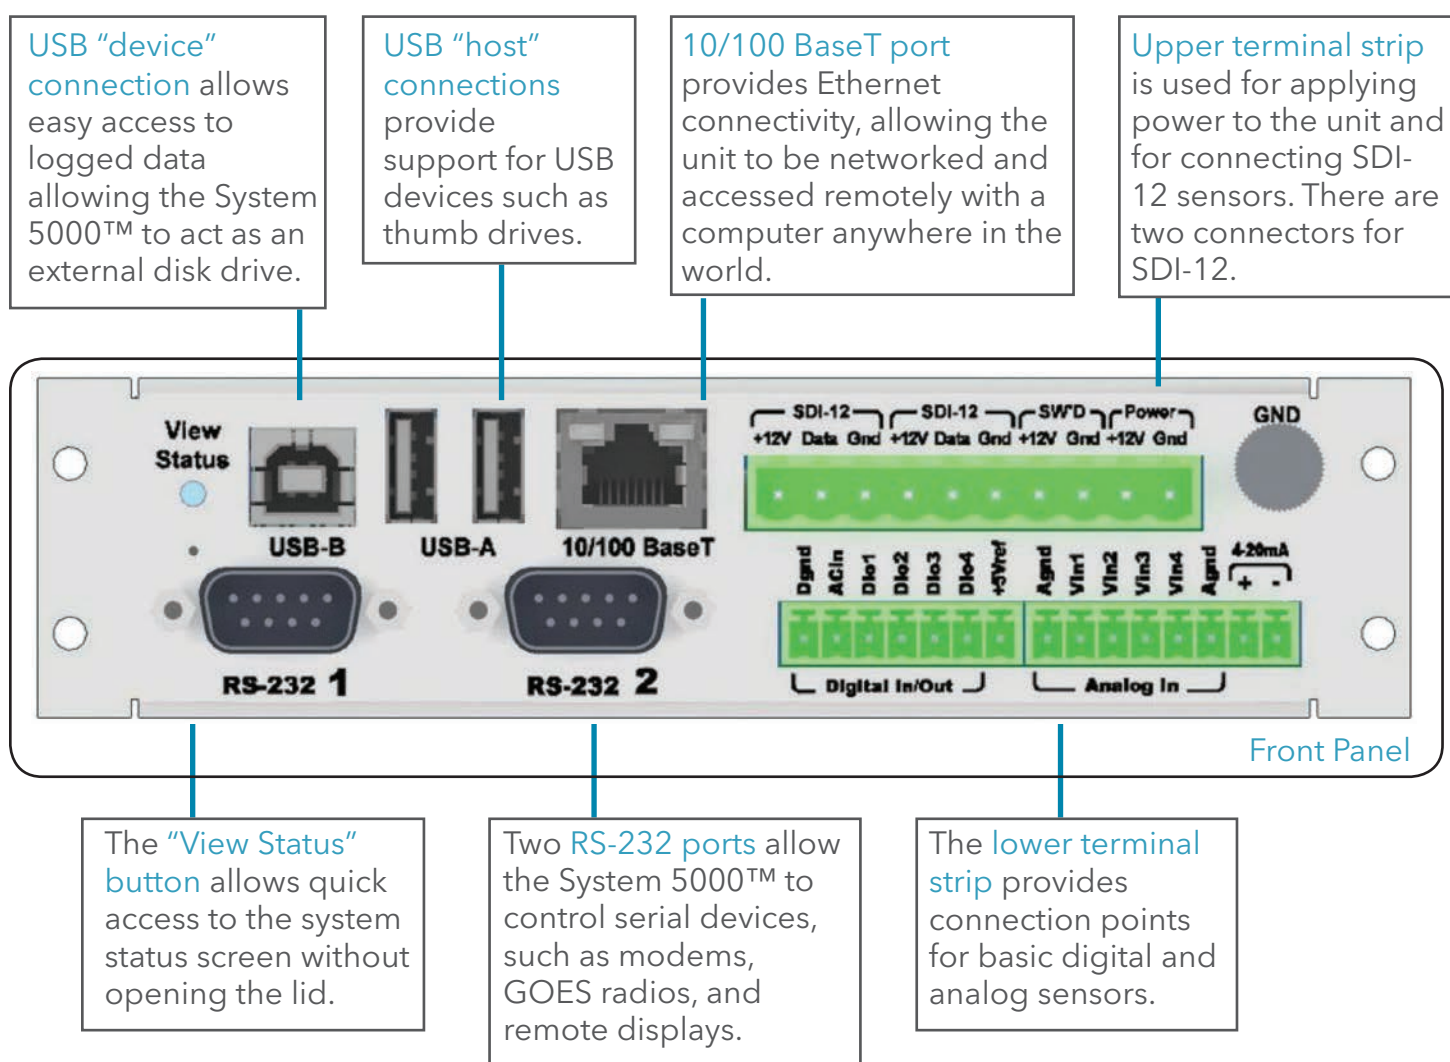 USB “device”
connection allows
easy access to
logged data
allowing the System
5000™ to act as an
external disk drive.
USB “host”
connections
provide
support for USB
devices such as
thumb drives.
10/100 BaseT port
provides Ethernet
connectivity, allowing the
unit to be networked and
accessed remotely with a
computer anywhere in the
world.
Upper terminal strip
is used for applying
power to the unit and
for connecting SDI-
12 sensors. There are
two connectors for
SDI-12.
View
Status
USB-B
USB-A
10/100 BaseT
SDI-12 SDI-12 SW'D Power
+12V Data Gnd +12V Data Gnd +12V Gnd +12V Gnd
GND
Dgnd
ACin
Dio1
Dio2
Dio3
Dio4
+5Vref
Agnd
Vin1
Vin2
Vin3
Vin4
Agnd
4-20mA
+ -
RS-232 1
RS-232 2
Digital In/Out
Analog In
Front Panel
The “View Status”
button allows quick
access to the system
status screen without
opening the lid.
Two RS-232 ports allow
the System 5000™ to
control serial devices,
such as modems,
GOES radios, and
remote displays.
The lower terminal
strip provides
connection points
for basic digital and
analog sensors.